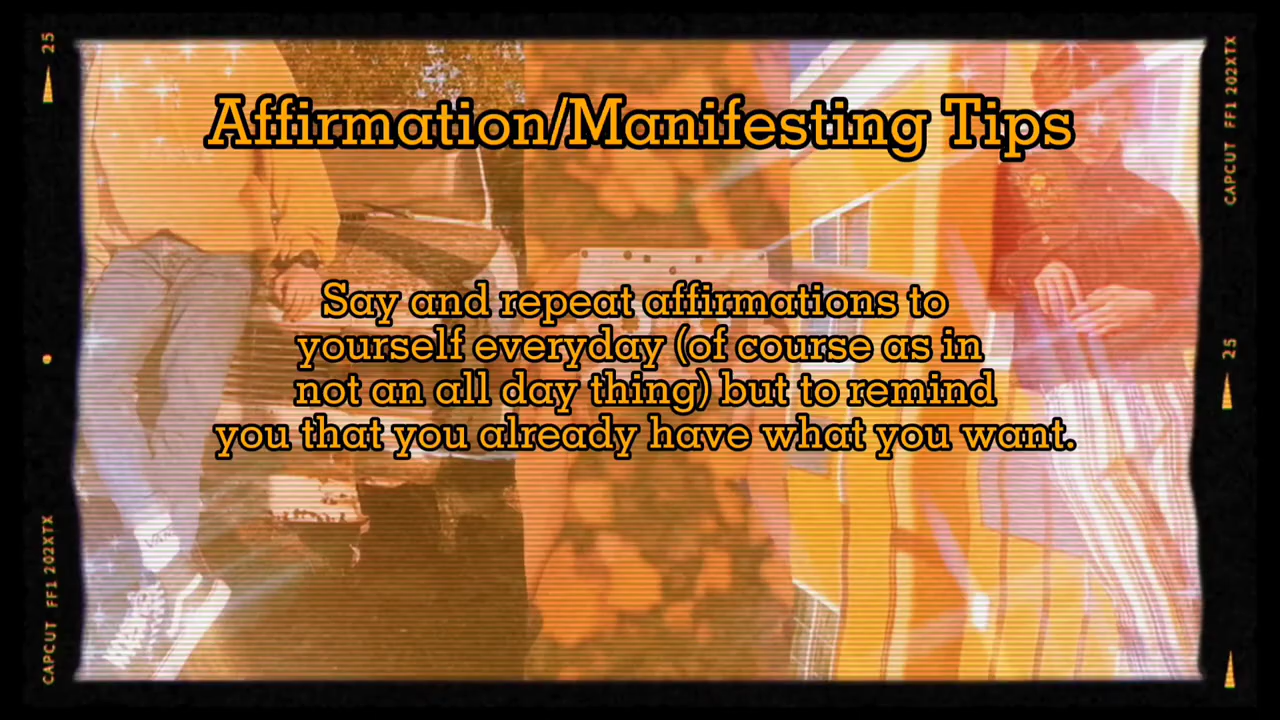 Affirmation/Manifesting Tips
Say and repeat affirmations to
yourself everyday (of course as in
not an all day thing) but to remind
you that you already have what you want.
25
CAPCUT FF1 202XTX
CAPCUT FF1 202XTX
25